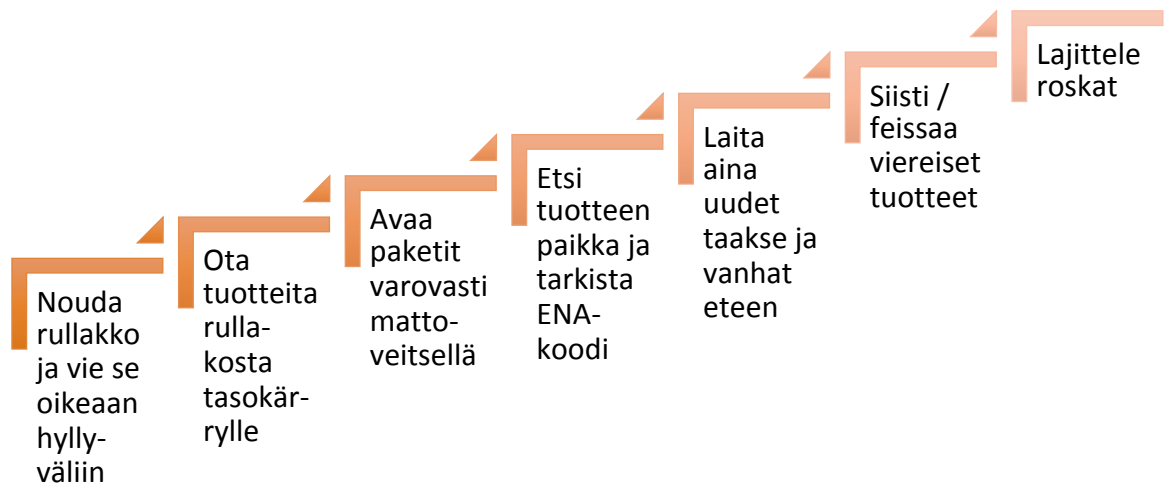 Nouda
rullakko
ja vie se
oikeaan
hylly-
väliin
Ota
tuotteita
rulla-
kosta
tasokär-
rylle
Avaa
paketit
varovasti
matto-
veitsellä
Etsi
tuotteen
paikka ja
tarkista
ENA-
koodi
Laita
aina
uudet
taakse ja
vanhat
eteen
Siisti /
feissaa
viereiset
tuotteet
Lajittele
roskat